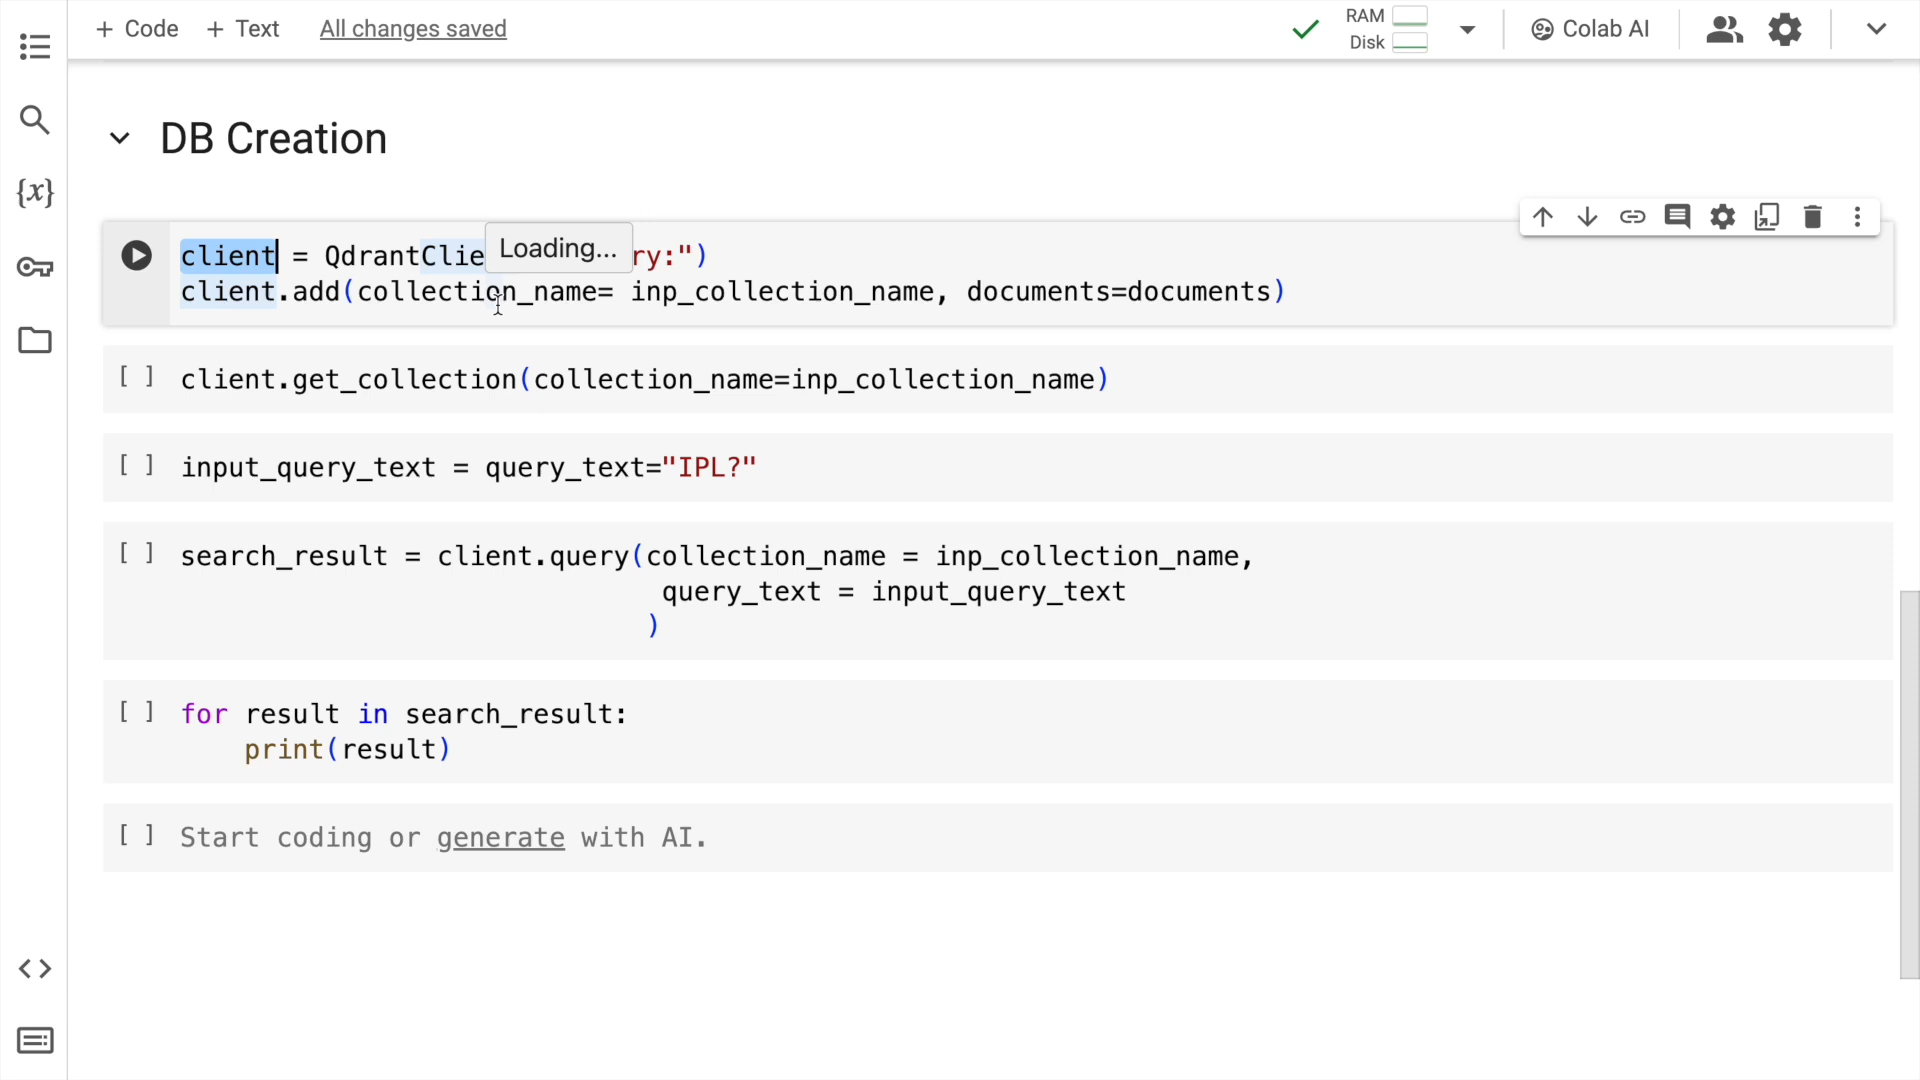 + Code + Text All changes saved RAM Disk Colab AI
DB Creation
client = QdrantClie Loading... ry:")
client.add(collection_name= inp_collection_name, documents=documents)
[ ] client.get_collection(collection_name=inp_collection_name)
[ ] input_query_text = query_text="IPL?"
[ ] search_result = client.query(collection_name = inp_collection_name,
query_text = input_query_text
)
[ ] for result in search_result:
print(result)
[ ] Start coding or generate with AI.
{x}